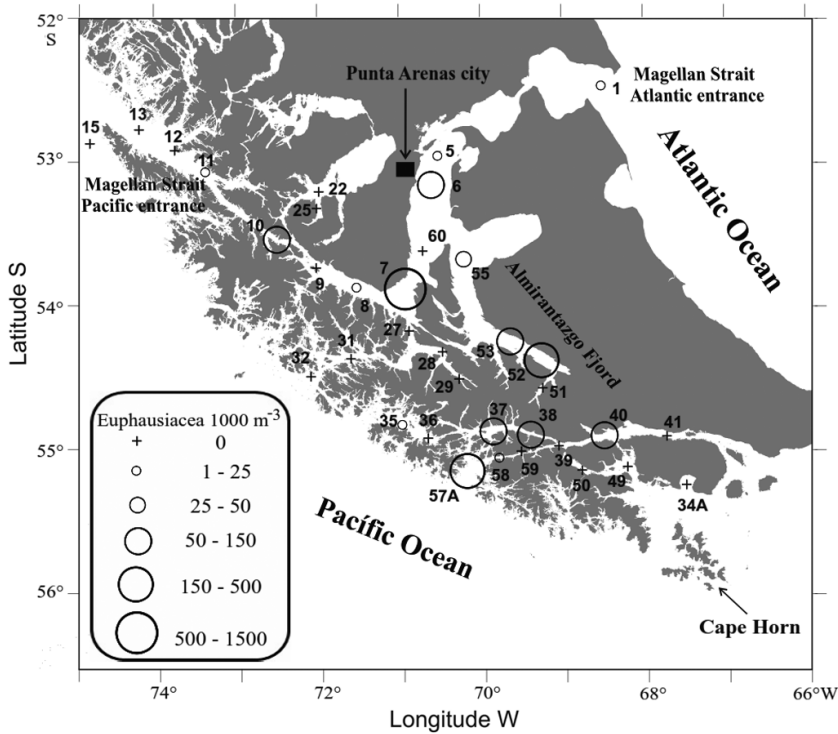 52°
S
53°
54°
55°
56°
Latitude S
74°
72°
70°
68°
66°W
Longitude W
Punta Arenas city
Magellan Strait
Atlantic entrance
Atlantic Ocean
Magellan Strait
Pacific entrance
Almirantazgo Fjord
Pacífic Ocean
Cape Horn
1
5
6
15
13
12
11
22
25
10
60
7
55
9
8
27
31
28
53
32
29
52
51
37
38
40
41
35
36
58
59
39
50
49
57A
34A
Euphausiacea 1000 m-3
0
1 - 25
25 - 50
50 - 150
150 - 500
500 - 1500